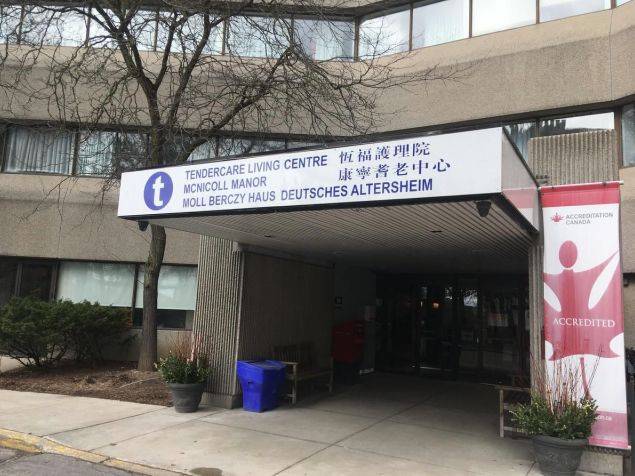 t
TENDERCARE LIVING CENTRE 恆福護理院
MCNICOLL MANOR 康寧耆老中心
MOLL BERCZY HAUS DEUTSCHES ALTERSHEIM
ACCREDITATION
CANADA
ACCREDITED